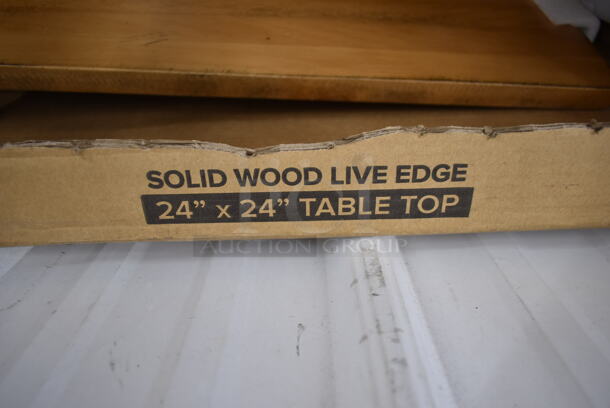 SOLID WOOD LIVE EDGE
24” x 24” TABLE TOP
AUCTION GROUP